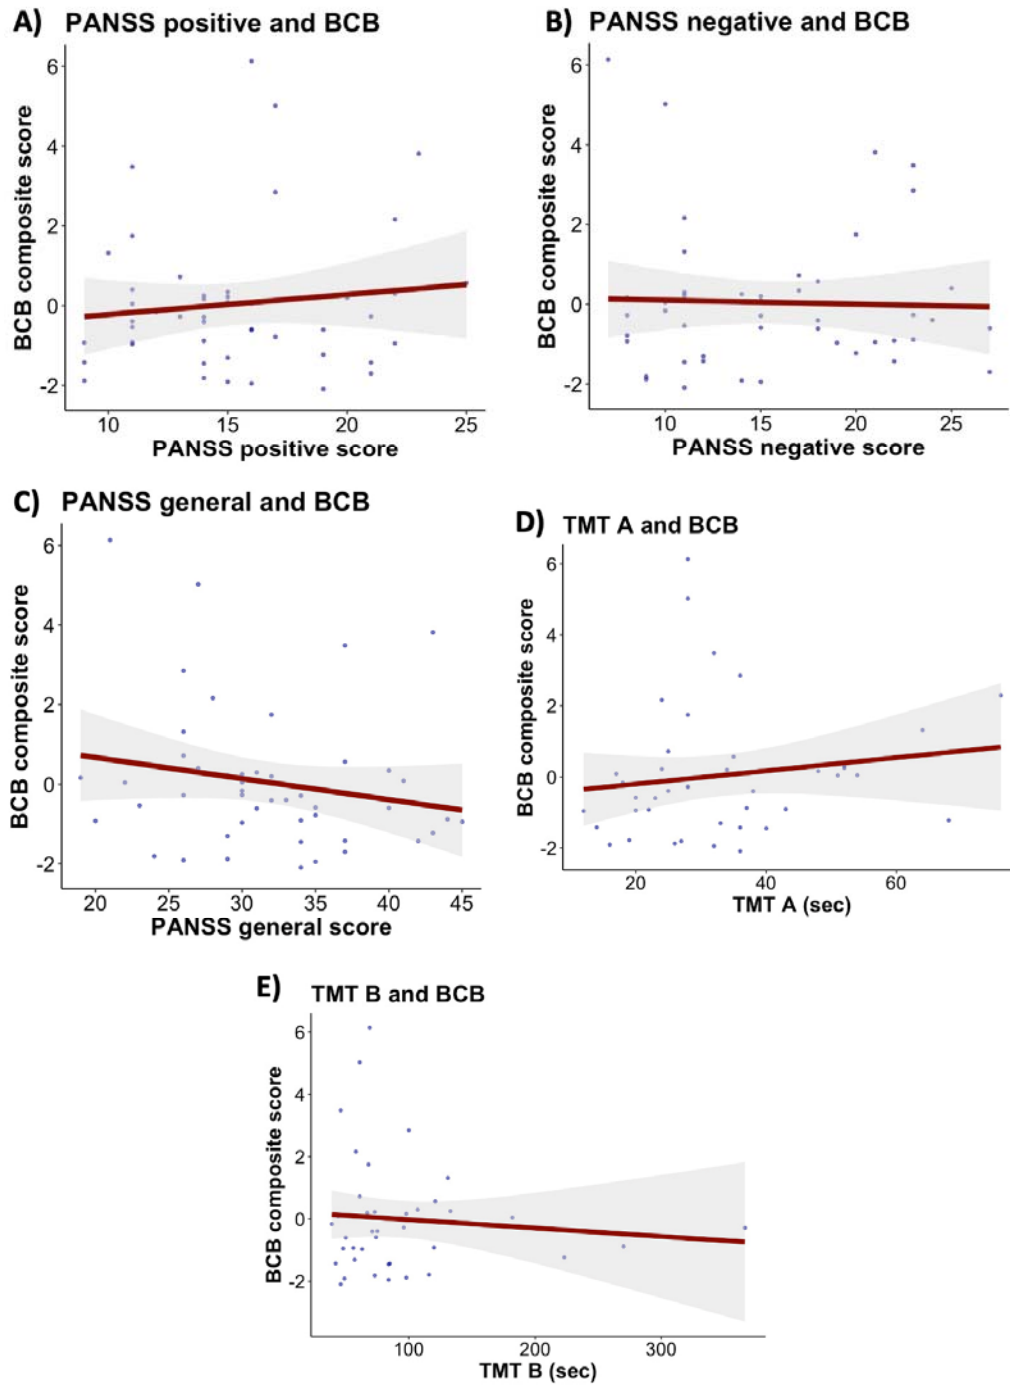 A) PANSS positive and BCB
BCB composite score
6
4
2
0
-2
10 15 20 25
PANSS positive score
B) PANSS negative and BCB
BCB composite score
6
4
2
0
-2
10 15 20 25
PANSS negative score
C) PANSS general and BCB
BCB composite score
6
4
2
0
-2
20 25 30 35 40 45
PANSS general score
D) TMT A and BCB
BCB composite score
6
4
2
0
-2
20 40 60
TMT A (sec)
E) TMT B and BCB
BCB composite score
6
4
2
0
-2
100 200 300
TMT B (sec)